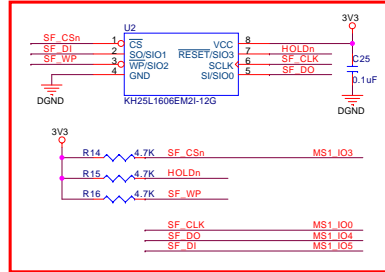 3V3
U2
SF_CSn 1 CS VCC 8
SF_DI 2 SO/SIO1 RESET/SIO3 7 HOLDn
SF_WP 3 WP/SIO2 SCLK 6 SF_CLK
4 GND SI/SIO0 5 SF_DO
C25
0.1uF
DGND
KH25L1606EM2I-12G
DGND
3V3
R14 4.7K SF_CSn MS1_IO3
R15 4.7K HOLDn
R16 4.7K SF_WP
SF_CLK MS1_IO0
SF_DO MS1_IO4
SF_DI MS1_IO5